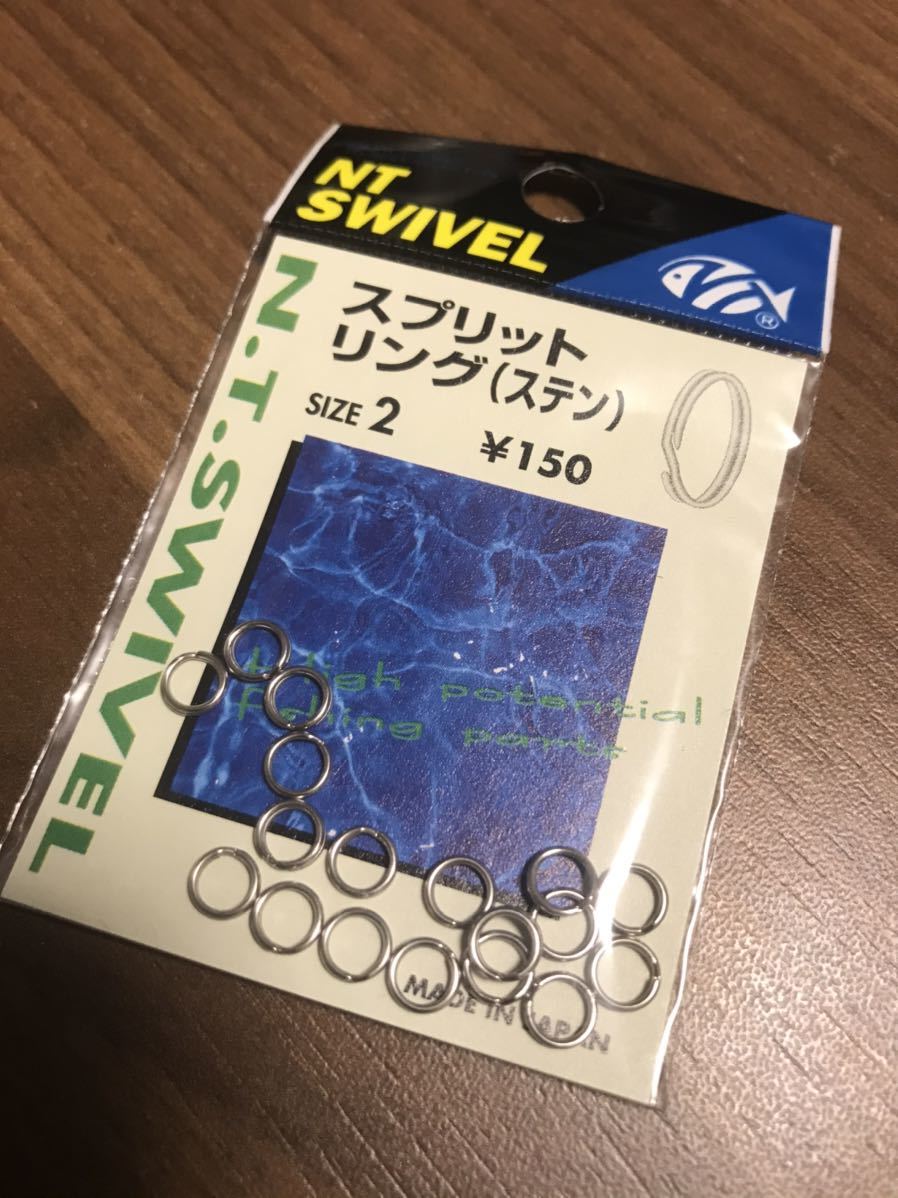 NT
SWIVEL
®
スプリット
リング(ステン)
SIZE 2
¥150
N.T.SWIVEL
High potential
fishing parts
MADE IN JAPAN